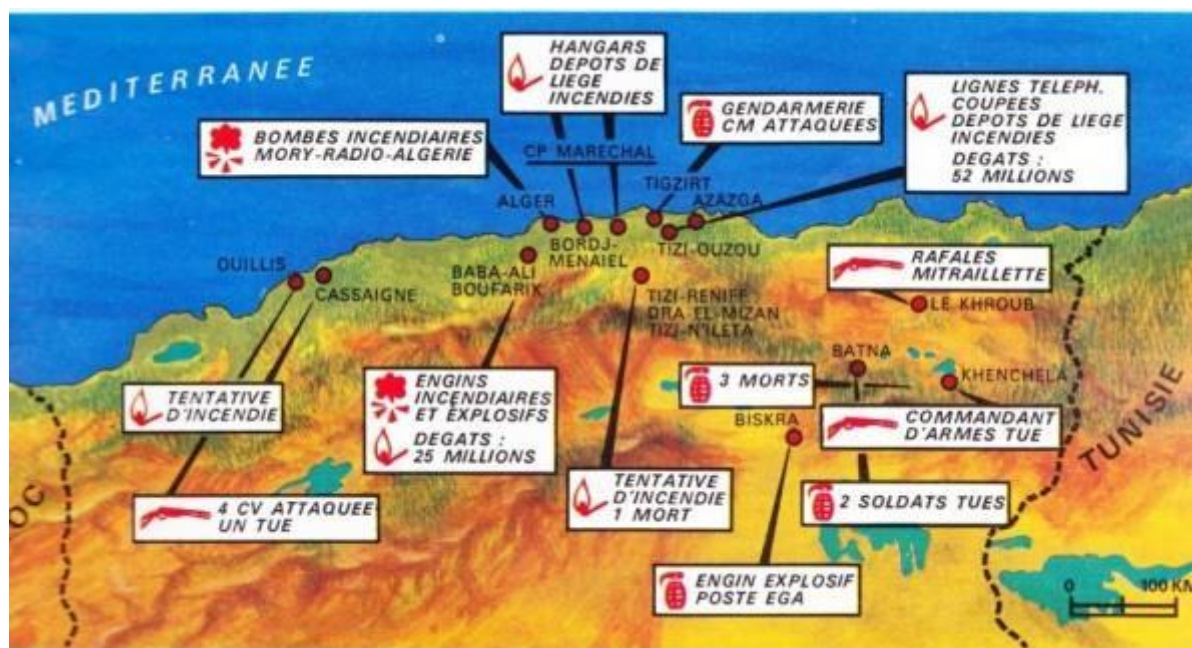 MEDITERRANEE
HANGARS
DEPOTS DE
LIEGE
INCENDIES
GENDARMERIE
CM ATTAQUEES
LIGNES TELEPH.
COUPEES
DEPOTS DE LIEGE
INCENDIES
DEGATS :
52 MILLIONS
BOMBES INCENDIAIRES
MORY-RADIO-ALGERIE
CP MARECHAL
TIGZIRT
AZAZGA
ALGER
BORDJ-
MENAIEL
TIZI-OUZOU
OUILLIS
CASSAIGNE
BABA-ALI
BOUFARIK
TIZI-RENIFF
DRA EL-MIZAN
TIZI-N'ILETA
RAFALES
MITRAILLETTE
LE KHROUB
BATNA
KHENCHELA
3 MORTS
BISKRA
COMMANDANT
D'ARMES TUE
TUNISIE
TENTATIVE
D'INCENDIE
ENGINS
INCENDIAIRES
ET EXPLOSIFS
DEGATS :
25 MILLIONS
TENTATIVE
D'INCENDIE
1 MORT
4 CV ATTAQUEE
UN TUE
2 SOLDATS TUES
ENGIN EXPLOSIF
POSTE EGA
OC
0 100 KM